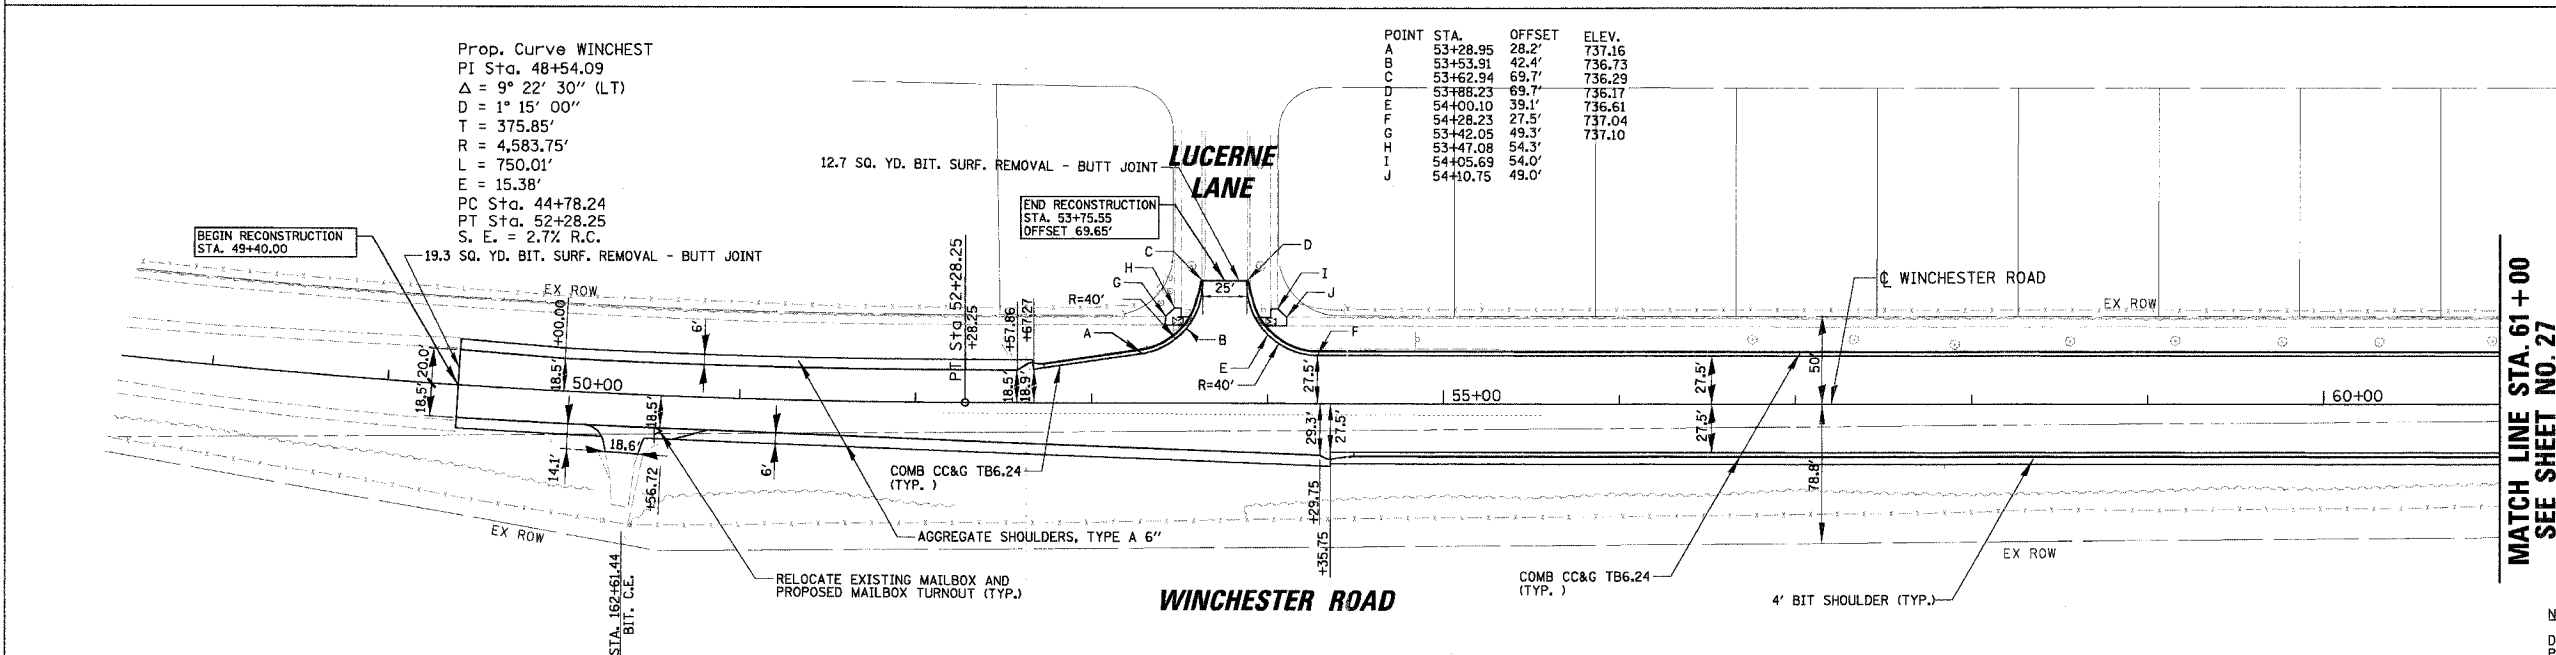 Prop. Curve WINCHEST
PI Sta. 48+54.09
Δ = 9° 22' 30" (LT)
D = 1° 15' 00"
T = 375.85'
R = 4,583.75'
L = 750.01'
E = 15.38'
PC Sta. 44+78.24
PT Sta. 52+28.25
S. E. = 2.7% R.C.
POINT STA. OFFSET ELEV.
A 53+28.95 28.2' 737.16
B 53+53.91 42.4' 736.73
C 53+62.94 69.7' 736.29
D 53+88.23 69.7' 736.17
E 54+00.10 39.1' 736.61
F 54+28.23 27.5' 737.04
G 53+42.05 49.3' 737.10
H 53+47.08 54.3'
I 54+05.69 54.0'
J 54+10.75 49.0'
12.7 SQ. YD. BIT. SURF. REMOVAL - BUTT JOINT
LUCERNE
LANE
END RECONSTRUCTION
STA. 53+75.55
OFFSET 69.65'
BEGIN RECONSTRUCTION
STA. 49+40.00
19.3 SQ. YD. BIT. SURF. REMOVAL - BUTT JOINT
PT Sta 52+28.25
+28.25
C
D
H
I
G
J
25'
R=40'
A
B
F
E
R=40'
℄ WINCHESTER ROAD
EX ROW
EX ROW
6'
+00.00
18.5'
20.0'
18.5'
50+00
18.5'
+57.86
+67.27
18.5'
18.9'
27.5'
27.5'
50'
55+00
60+00
29.3'
27.5'
27.5'
78.8'
18.6'
14.1'
6'
+56.72
COMB CC&G TB6.24
(TYP. )
+29.75
+35.75
AGGREGATE SHOULDERS, TYPE A 6"
EX ROW
EX ROW
RELOCATE EXISTING MAILBOX AND
PROPOSED MAILBOX TURNOUT (TYP.)
STA. 162+61.44
BIT. C.E.
WINCHESTER ROAD
COMB CC&G TB6.24
(TYP. )
4' BIT SHOULDER (TYP.)
MATCH LINE STA. 61+00
SEE SHEET NO. 27
N
D